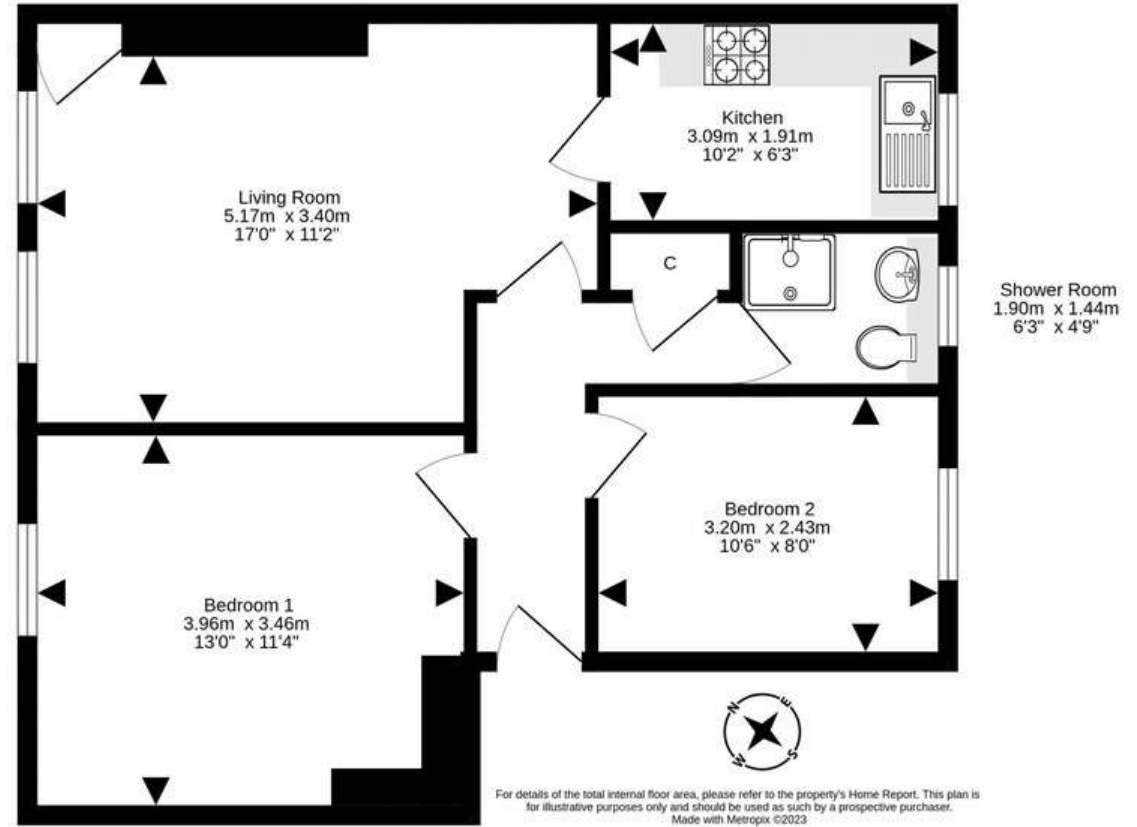 Kitchen
3.09m x 1.91m
10'2" x 6'3"
Living Room
5.17m x 3.40m
17'0" x 11'2"
C
Shower Room
1.90m x 1.44m
6'3" x 4'9"
Bedroom 2
3.20m x 2.43m
10'6" x 8'0"
Bedroom 1
3.96m x 3.46m
13'0" x 11'4"
N
E
W
S
For details of the total internal floor area, please refer to the property's Home Report. This plan is
for illustrative purposes only and should be used as such by a prospective purchaser.
Made with Metropix ©2023